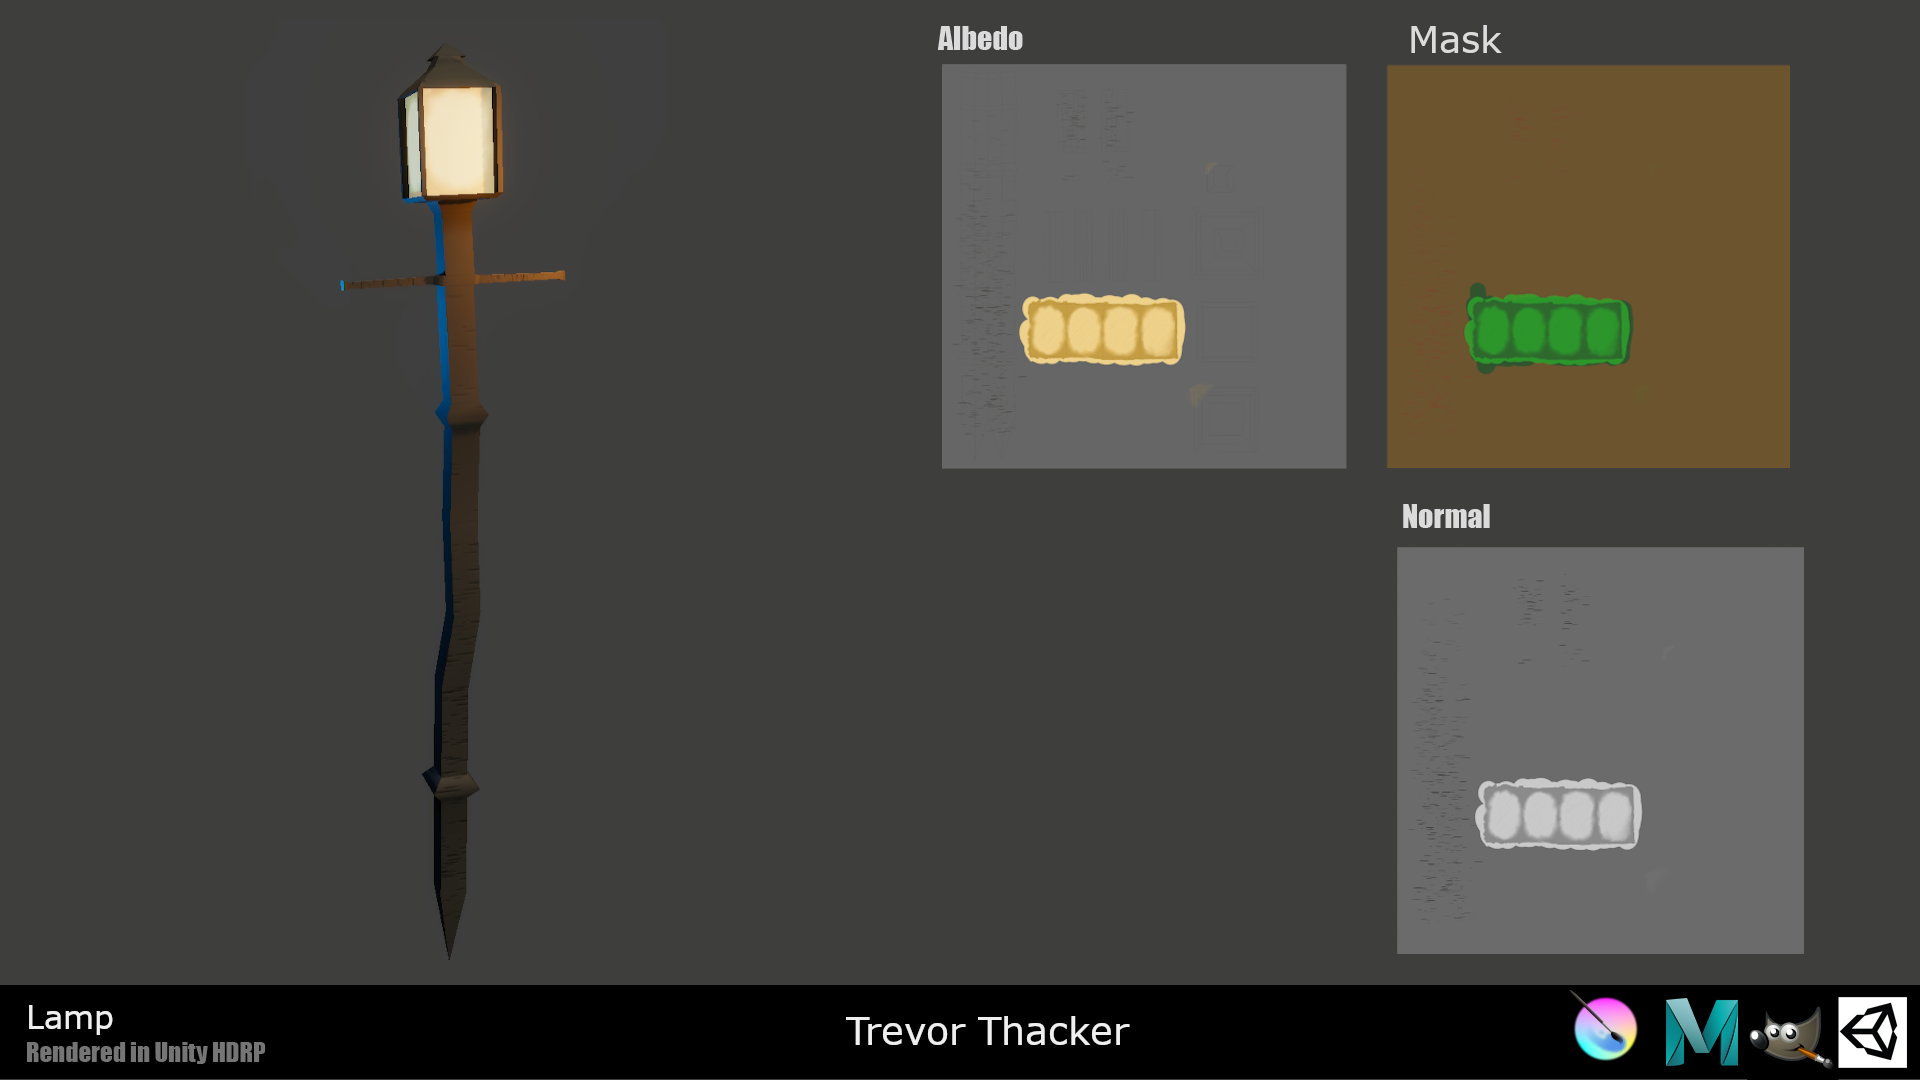 Albedo
Mask
Normal
Lamp
Rendered in Unity HDRP
Trevor Thacker